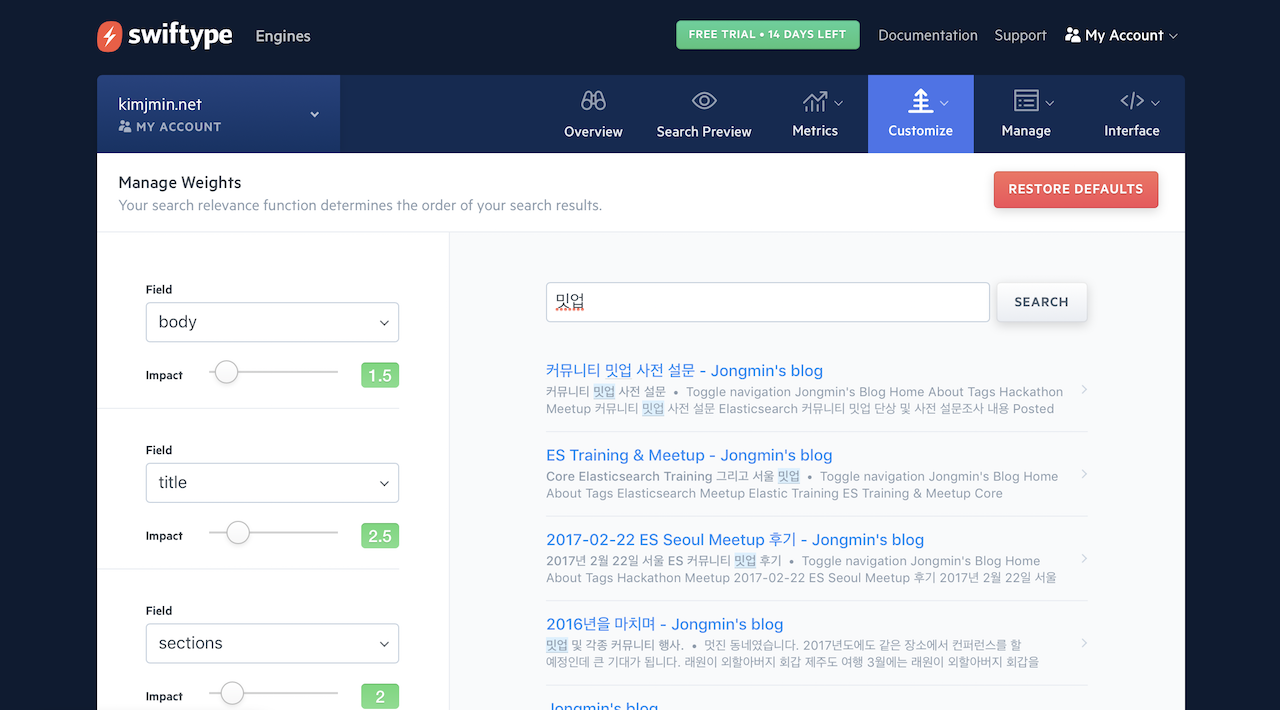 swiftype
Engines
FREE TRIAL • 14 DAYS LEFT
Documentation
Support
My Account
kimjmin.net
MY ACCOUNT
Overview
Search Preview
Metrics
Customize
Manage
Interface
Manage Weights
Your search relevance function determines the order of your search results.
RESTORE DEFAULTS
Field
body
Impact
1.5
Field
title
Impact
2.5
Field
sections
Impact
2
밋업
SEARCH
커뮤니티 밋업 사전 설문 - Jongmin's blog
커뮤니티 밋업 사전 설문 • Toggle navigation Jongmin's Blog Home About Tags Hackathon
Meetup 커뮤니티 밋업 사전 설문 Elasticsearch 커뮤니티 밋업 단상 및 사전 설문조사 내용 Posted
ES Training & Meetup - Jongmin's blog
Core Elasticsearch Training 그리고 서울 밋업 • Toggle navigation Jongmin's Blog Home
About Tags Elasticsearch Meetup Elastic Training ES Training & Meetup Core
2017-02-22 ES Seoul Meetup 후기 - Jongmin's blog
2017년 2월 22일 서울 ES 커뮤니티 밋업 후기 • Toggle navigation Jongmin's Blog Home
About Tags Hackathon Meetup 2017-02-22 ES Seoul Meetup 후기 2017년 2월 22일 서울
2016년을 마치며 - Jongmin's blog
밋업 및 각종 커뮤니티 행사. • 멋진 동네였습니다. 2017년도에도 같은 장소에서 컨퍼런스를 할
예정인데 큰 기대가 됩니다. 래원이 외할아버지 회갑 제주도 여행 3월에는 래원이 외할아버지 회갑을
Jongmin's blog